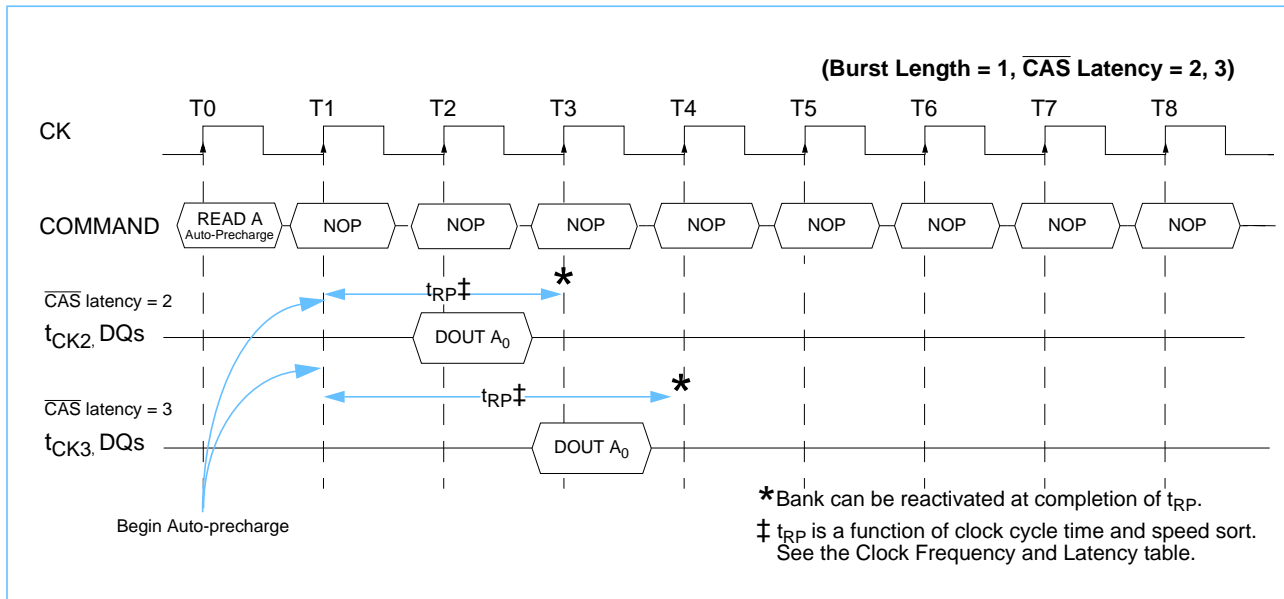 (Burst Length = 1, CAS Latency = 2, 3)
T0 T1 T2 T3 T4 T5 T6 T7 T8
CK
COMMAND
READ A
Auto-Precharge
NOP NOP NOP NOP NOP NOP NOP NOP
*
tRP‡
CAS latency = 2
tCK2, DQs
DOUT A0
*
tRP‡
CAS latency = 3
tCK3, DQs
DOUT A0
Begin Auto-precharge
*Bank can be reactivated at completion of tRP.
‡ tRP is a function of clock cycle time and speed sort.
See the Clock Frequency and Latency table.